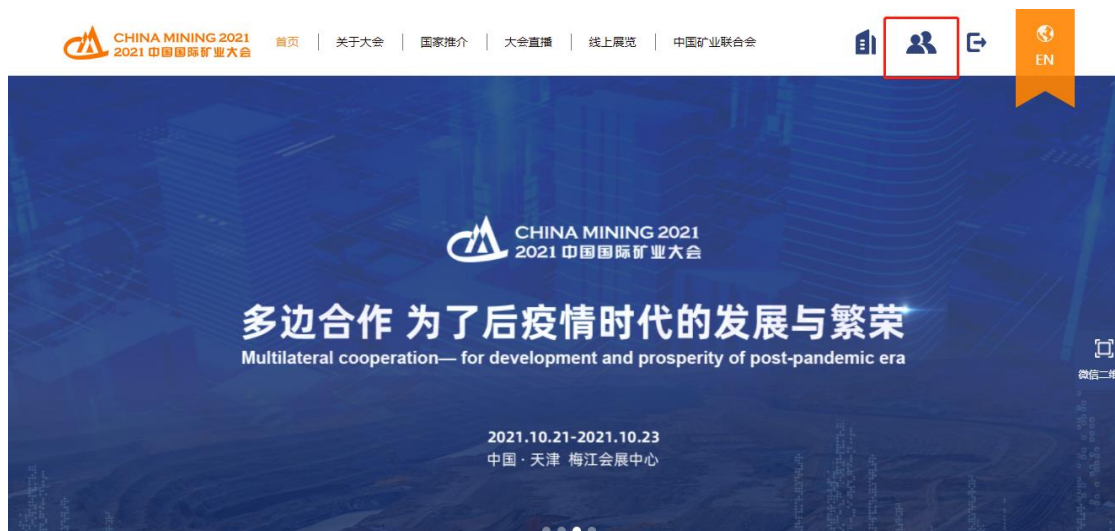 CHINA MINING 2021
2021 中国国际矿业大会
首页 | 关于大会 | 国家推介 | 大会直播 | 线上展览 | 中国矿业联合会
EN
CHINA MINING 2021
2021 中国国际矿业大会
多边合作 为了后疫情时代的发展与繁荣
Multilateral cooperation— for development and prosperity of post-pandemic era
微信二维
2021.10.21-2021.10.23
中国 · 天津 梅江会展中心